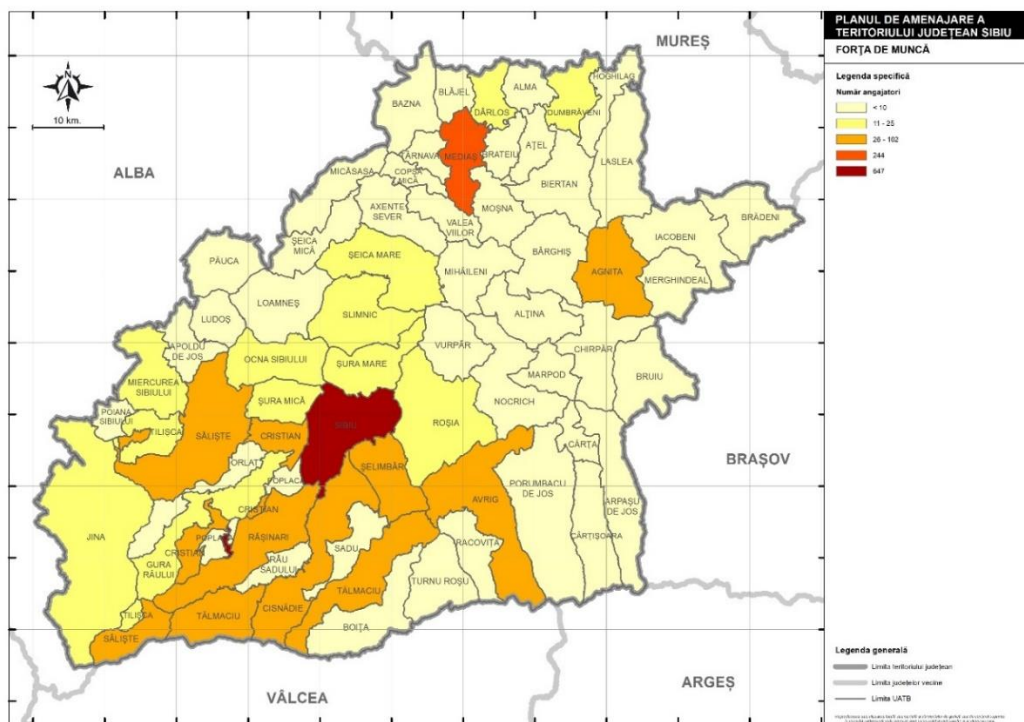 PLANUL DE AMENAJARE A
TERITORIULUI JUDEȚEAN SIBIU
FORȚA DE MUNCĂ
Legenda specifică
Număr angajatori
< 10
11 - 25
26 - 182
244
647
N
10 km.
MUREȘ
ALBA
BRAȘOV
ARGEȘ
VÂLCEA
HOGHILAG
BLĂJEL
ALMA
BAZNA
DÂRLOS
DUMBRĂVENI
TÂRNAVA
MEDIAȘ
BRATEIU
AȚEL
LASLEA
MICĂSASA
COPȘA
MICĂ
BIERTAN
AXENTE
SEVER
MOȘNA
VALEA
VIILOR
BRĂDENI
ȘEICA
MICĂ
IACOBENI
ȘEICA MARE
BÂRGHIȘ
PĂUCA
MIHĂILENI
AGNITA
MERGHINDEAL
LOAMNEȘ
SLIMNIC
ALȚINA
LUDOȘ
APOLDU
DE JOS
VURPĂR
CHIRPĂR
OCNA SIBIULUI
ȘURA MARE
MARPOD
BRUIU
MIERCUREA
SIBIULUI
ȘURA MICĂ
NOCRICH
POIANA
SIBIULUI
TILIȘCA
SĂLIȘTE
CRISTIAN
SIBIU
ROȘIA
CÂRȚA
ORLAT
ȘELIMBĂR
POPLACA
PORUMBACU
DE JOS
AVRIG
ARPAȘU
DE JOS
CRISTIAN
JINA
POPLACA
RĂȘINARI
CÂRȚIȘOARA
CRISTIAN
SADU
RACOVIȚA
GURA
RÂULUI
RÂU
SADULUI
TURNU ROȘU
TĂLMACIU
TILIȘCA
TĂLMACIU
CISNĂDIE
BOIȚA
SĂLIȘTE
Legenda generală
Limita teritoriului județean
Limita județelor vecine
Limita UATB